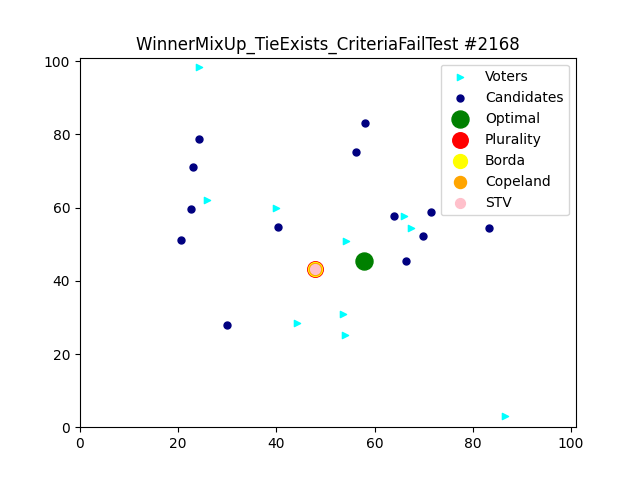 WinnerMixUp_TieExists_CriteriaFailTest #2168
Voters
Candidates
Optimal
Plurality
Borda
Copeland
STV
100
80
60
40
20
0
0 20 40 60 80 100